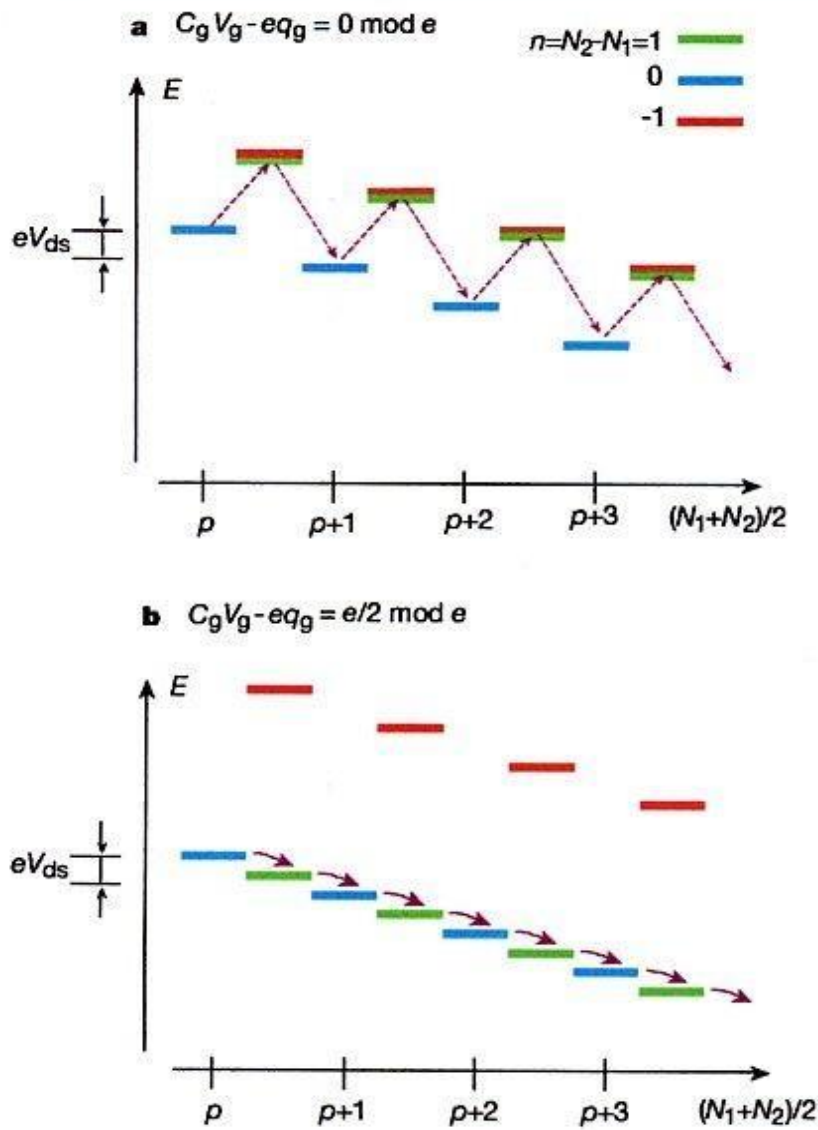 a CgVg-eqg = 0 mod e
n=N2-N1=1
0
-1
E
eVds
p p+1 p+2 p+3 (N1+N2)/2
b CgVg-eqg = e/2 mod e
E
eVds
p p+1 p+2 p+3 (N1+N2)/2